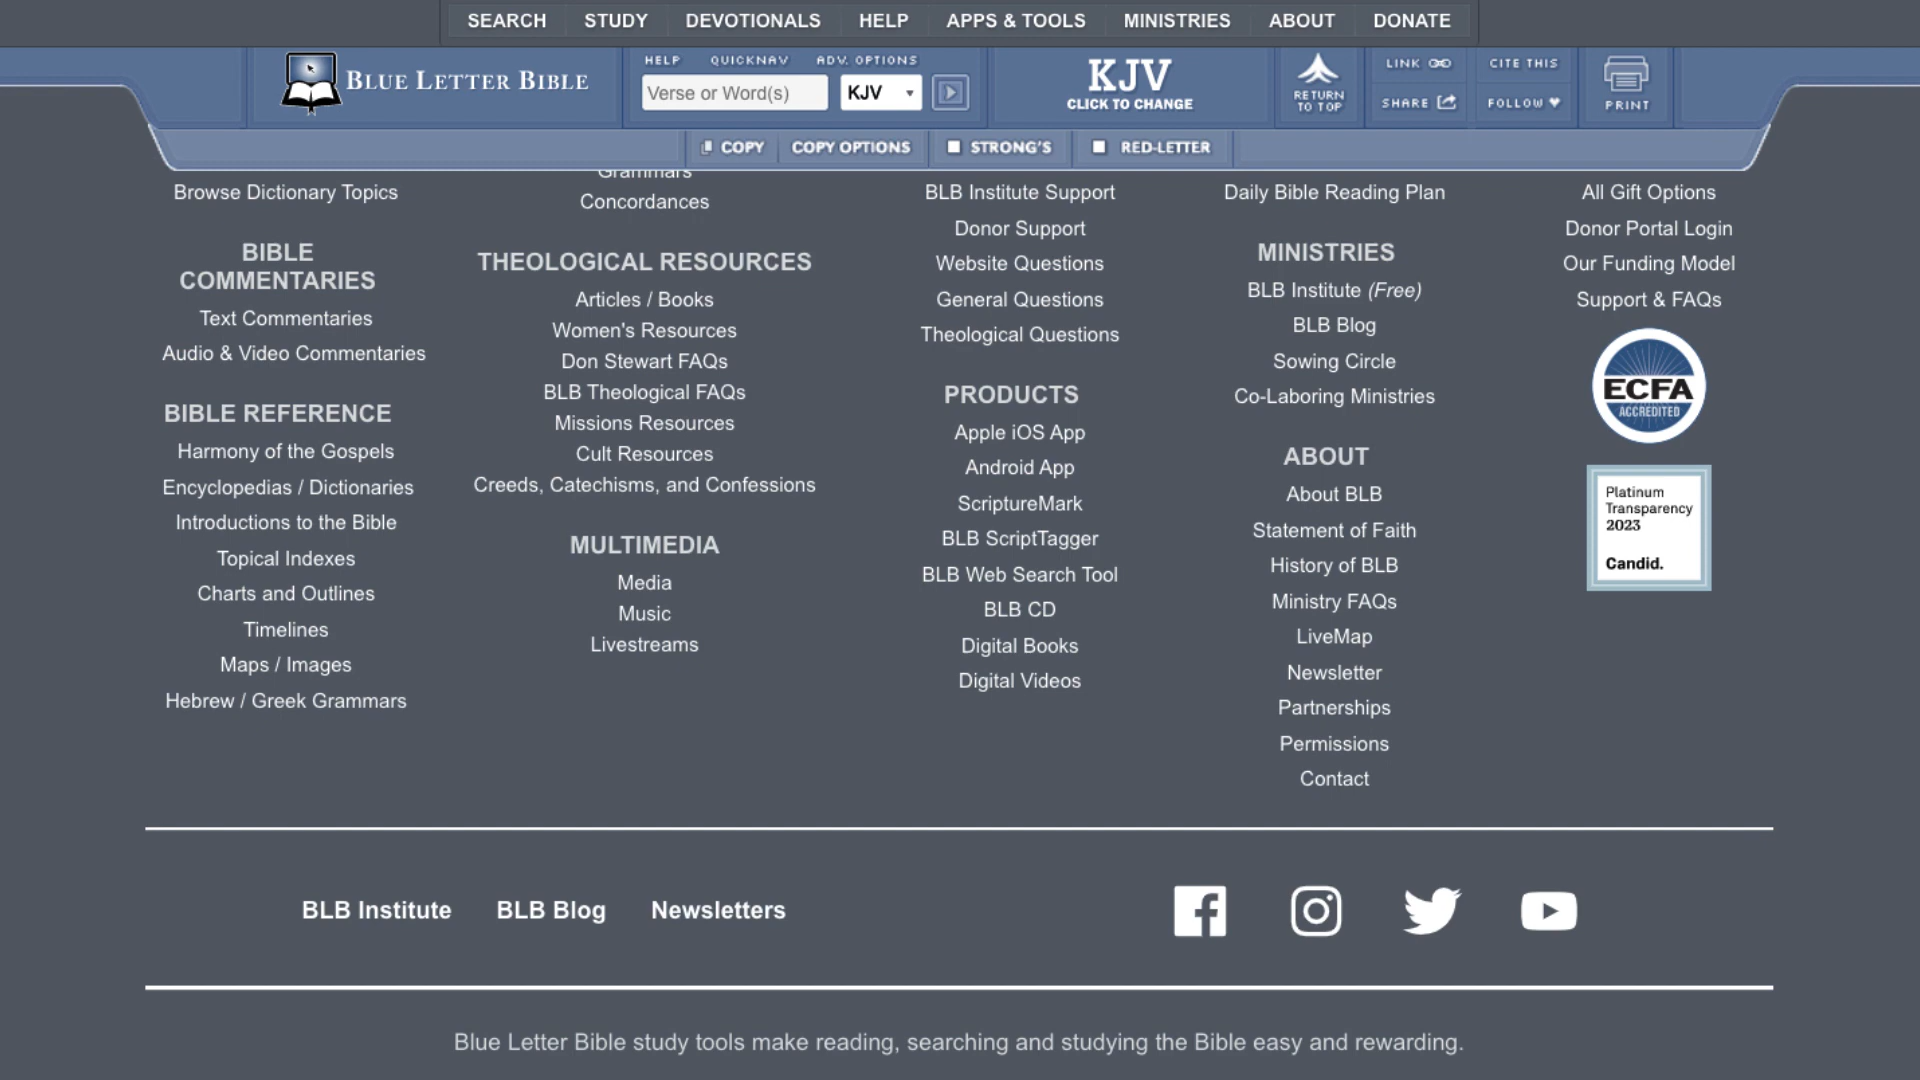 SEARCH STUDY DEVOTIONALS HELP APPS & TOOLS MINISTRIES ABOUT DONATE
BLUE LETTER BIBLE
HELP QUICKNAV ADV. OPTIONS
Verse or Word(s) KJV
KJV
CLICK TO CHANGE
RETURN
TO TOP
LINK
CITE THIS
SHARE
FOLLOW
PRINT
COPY COPY OPTIONS STRONG'S RED-LETTER
Browse Dictionary Topics
BIBLE
COMMENTARIES
Text Commentaries
Audio & Video Commentaries
BIBLE REFERENCE
Harmony of the Gospels
Encyclopedias / Dictionaries
Introductions to the Bible
Topical Indexes
Charts and Outlines
Timelines
Maps / Images
Hebrew / Greek Grammars
Grammars
Concordances
THEOLOGICAL RESOURCES
Articles / Books
Women's Resources
Don Stewart FAQs
BLB Theological FAQs
Missions Resources
Cult Resources
Creeds, Catechisms, and Confessions
MULTIMEDIA
Media
Music
Livestreams
BLB Institute Support
Donor Support
Website Questions
General Questions
Theological Questions
PRODUCTS
Apple iOS App
Android App
ScriptureMark
BLB ScriptTagger
BLB Web Search Tool
BLB CD
Digital Books
Digital Videos
Daily Bible Reading Plan
MINISTRIES
BLB Institute (Free)
BLB Blog
Sowing Circle
Co-Laboring Ministries
ABOUT
About BLB
Statement of Faith
History of BLB
Ministry FAQs
LiveMap
Newsletter
Partnerships
Permissions
Contact
All Gift Options
Donor Portal Login
Our Funding Model
Support & FAQs
ECFA
ACCREDITED
Platinum
Transparency
2023
Candid.
BLB Institute BLB Blog Newsletters
Blue Letter Bible study tools make reading, searching and studying the Bible easy and rewarding.